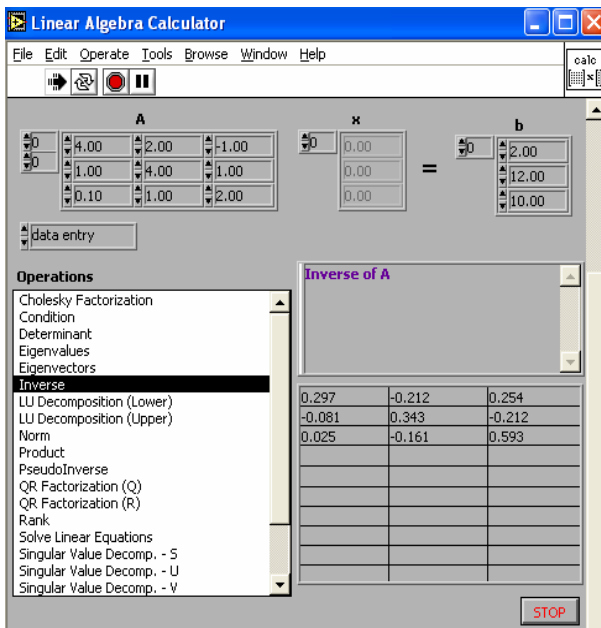 Linear Algebra Calculator
File Edit Operate Tools Browse Window Help
calc
A x b
0 4.00 2.00 -1.00 0 0.00 = 0 2.00
0 1.00 4.00 1.00 0.00 12.00
0.10 1.00 2.00 0.00 10.00
data entry
Operations
Inverse of A
Cholesky Factorization
Condition
Determinant
Eigenvalues
Eigenvectors
Inverse
LU Decomposition (Lower)
LU Decomposition (Upper)
Norm
Product
PseudoInverse
QR Factorization (Q)
QR Factorization (R)
Rank
Solve Linear Equations
Singular Value Decomp. - S
Singular Value Decomp. - U
Singular Value Decomp. - V
0.297 -0.212 0.254
-0.081 0.343 -0.212
0.025 -0.161 0.593
STOP